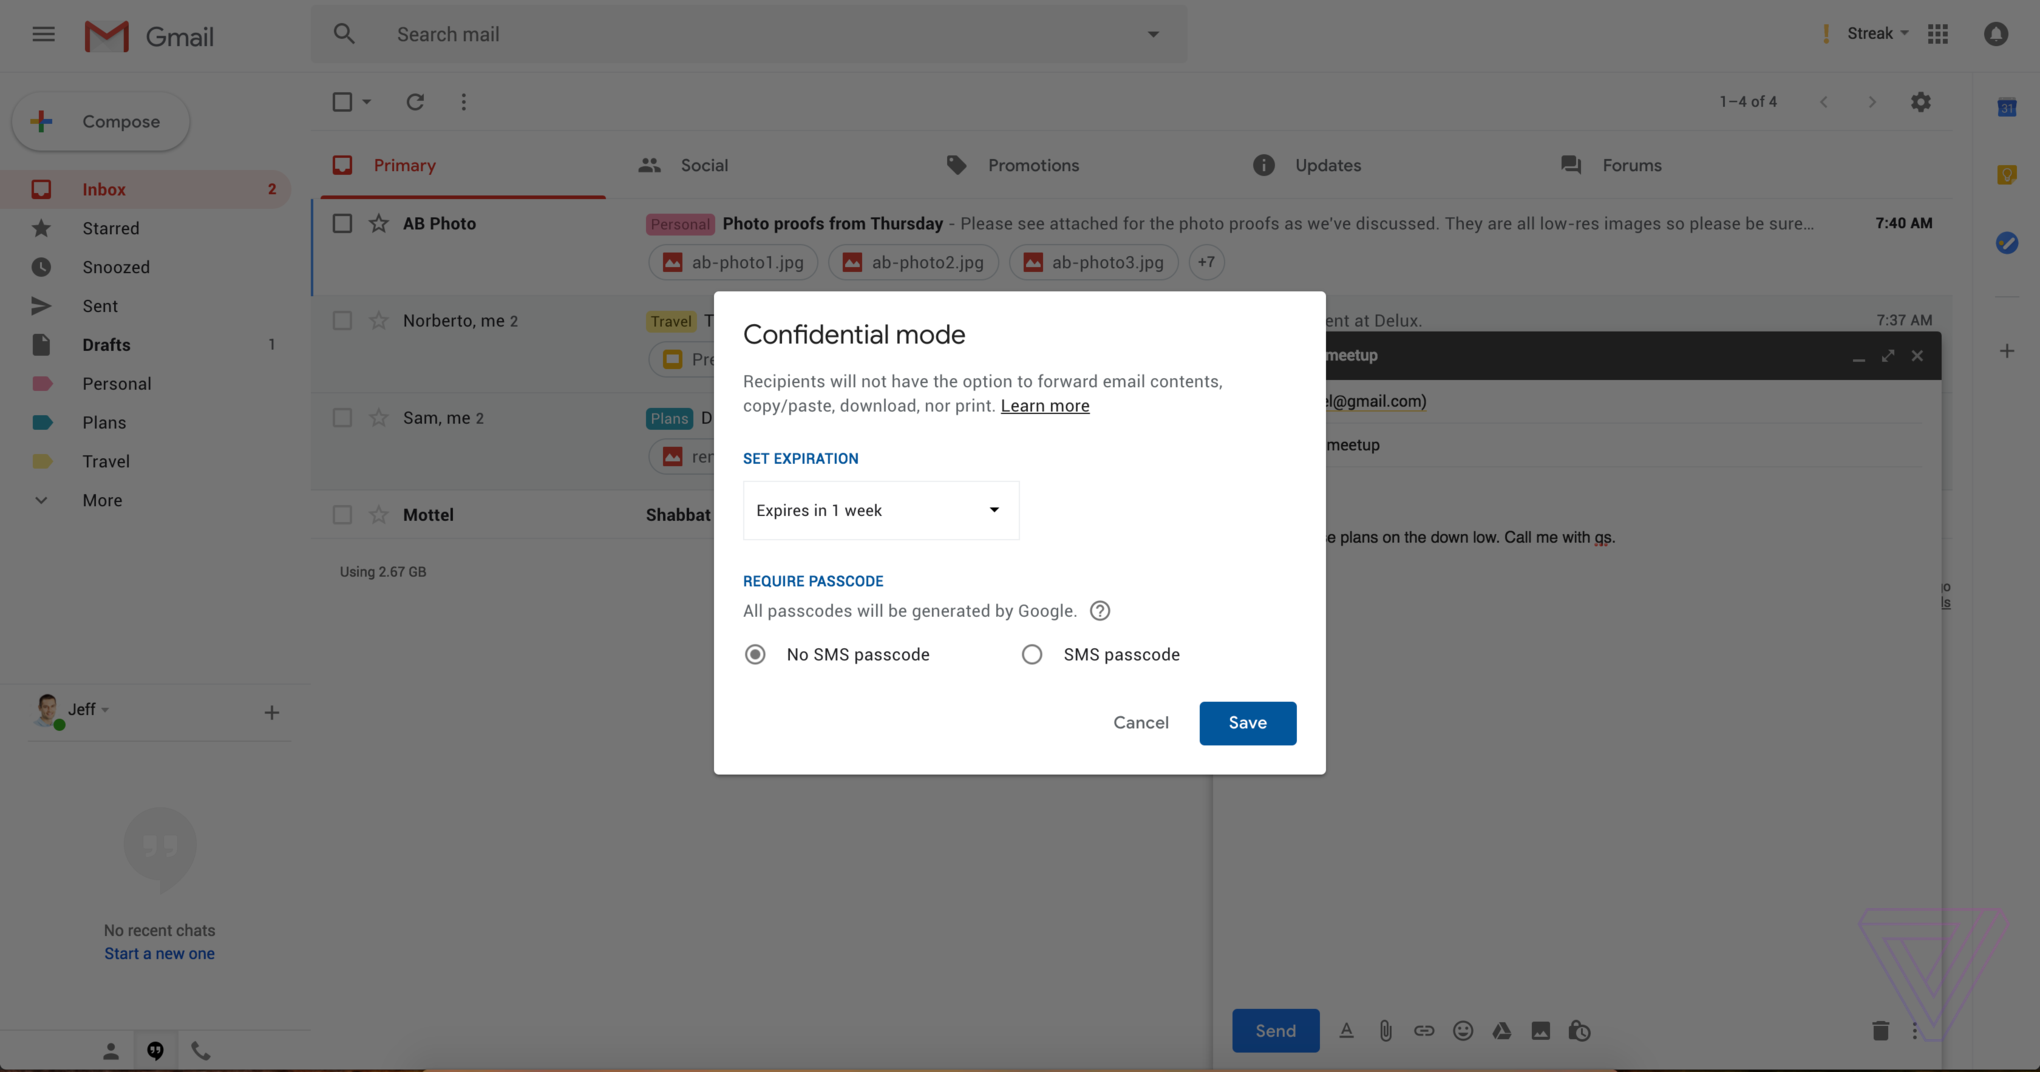 Gmail
Search mail
Streak
Compose
1–4 of 4
31
Primary
Social
Promotions
Updates
Forums
Inbox 2
Starred
Snoozed
Sent
Drafts 1
Personal
Plans
Travel
More
AB Photo Personal Photo proofs from Thursday - Please see attached for the photo proofs as we've discussed. They are all low-res images so please be sure... 7:40 AM
ab-photo1.jpg ab-photo2.jpg ab-photo3.jpg +7
Norberto, me 2 Travel T ent at Delux. 7:37 AM
Pre
Sam, me 2 Plans D
ren
Mottel Shabbat
Using 2.67 GB
Confidential mode
Recipients will not have the option to forward email contents,
copy/paste, download, nor print. Learn more
SET EXPIRATION
Expires in 1 week
REQUIRE PASSCODE
All passcodes will be generated by Google.
No SMS passcode SMS passcode
Cancel Save
meetup
l@gmail.com)
meetup
e plans on the down low. Call me with qs.
Send
Jeff
No recent chats
Start a new one